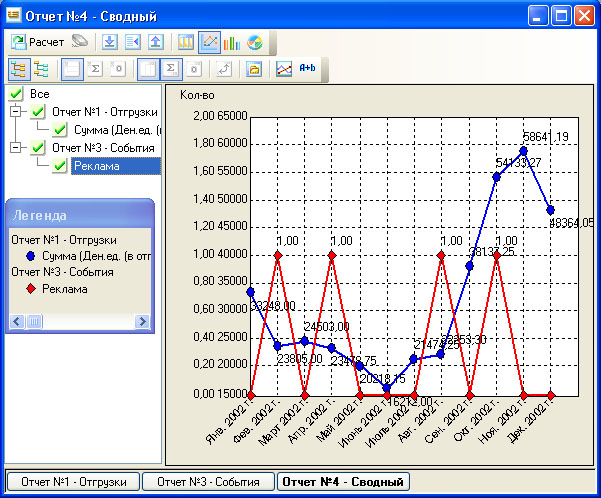 Отчет №4 - Сводный
Расчет
A+b
Все
Отчет №1 - Отгрузки
Сумма (Ден.ед. (в
Отчет №3 - События
Реклама
Легенда
Отчет №1 - Отгрузки
Сумма (Ден.ед. (в отг
Отчет №3 - События
Реклама
Кол-во
2,00 65000
1,80 60000
1,60 55000
1,40 50000
1,20 45000
1,00 40000
0,80 35000
0,60 30000
0,40 25000
0,20 20000
0,00 15000
58641,19
54133,27
48364,05
1,00
1,00
1,00
1,00
38137,25
33248,00
24503,00
23805,00
23478,75
20218,15
16212,00
21474,25
22353,30
Янв. 2002 г.
Фев. 2002 г.
Март 2002 г.
Апр. 2002 г.
Май 2002 г.
Июнь 2002 г.
Июль 2002 г.
Авг. 2002 г.
Сен. 2002 г.
Окт. 2002 г.
Ноя. 2002 г.
Дек. 2002 г.
Отчет №1 - Отгрузки
Отчет №3 - События
Отчет №4 - Сводный